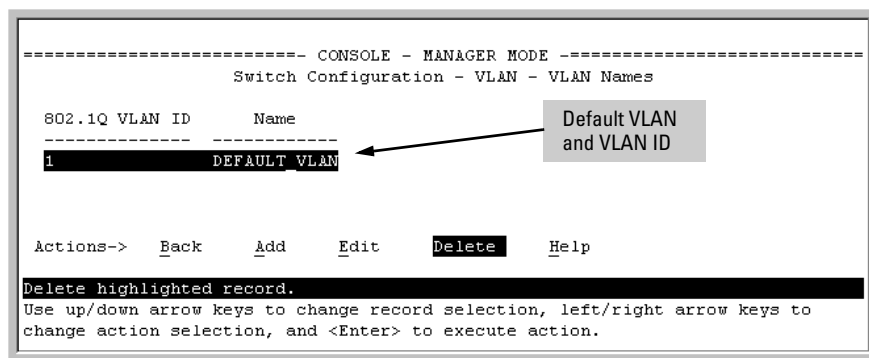 ==========================- CONSOLE - MANAGER MODE -============================
Switch Configuration - VLAN - VLAN Names
802.1Q VLAN ID Name
-------------- ------------
1 DEFAULT_VLAN
Default VLAN
and VLAN ID
Actions-> Back Add Edit Delete Help
Delete highlighted record.
Use up/down arrow keys to change record selection, left/right arrow keys to
change action selection, and <Enter> to execute action.